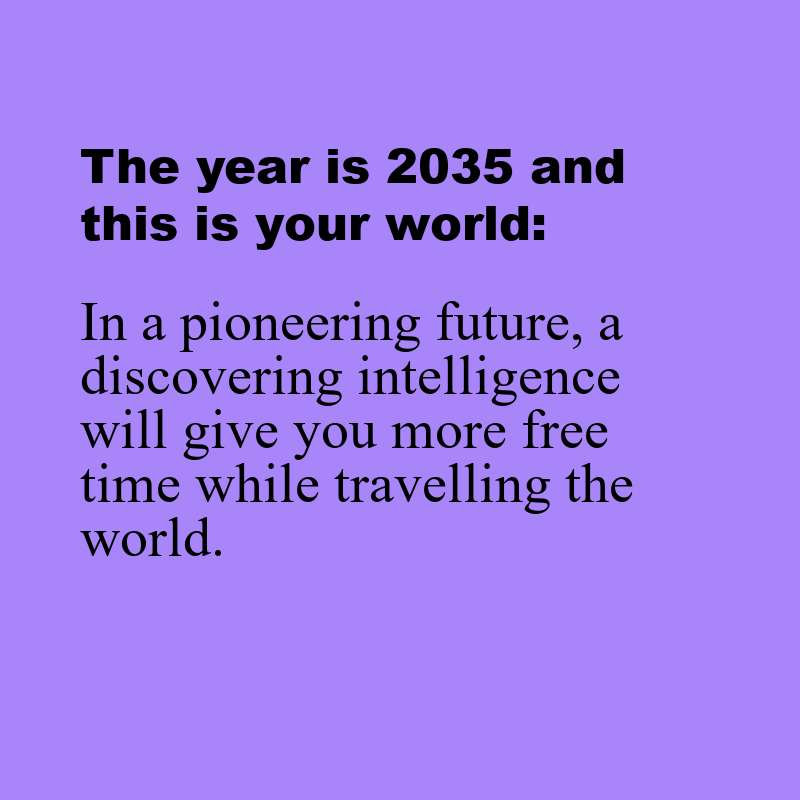 The year is 2035 and
this is your world:
In a pioneering future, a
discovering intelligence
will give you more free
time while travelling the
world.